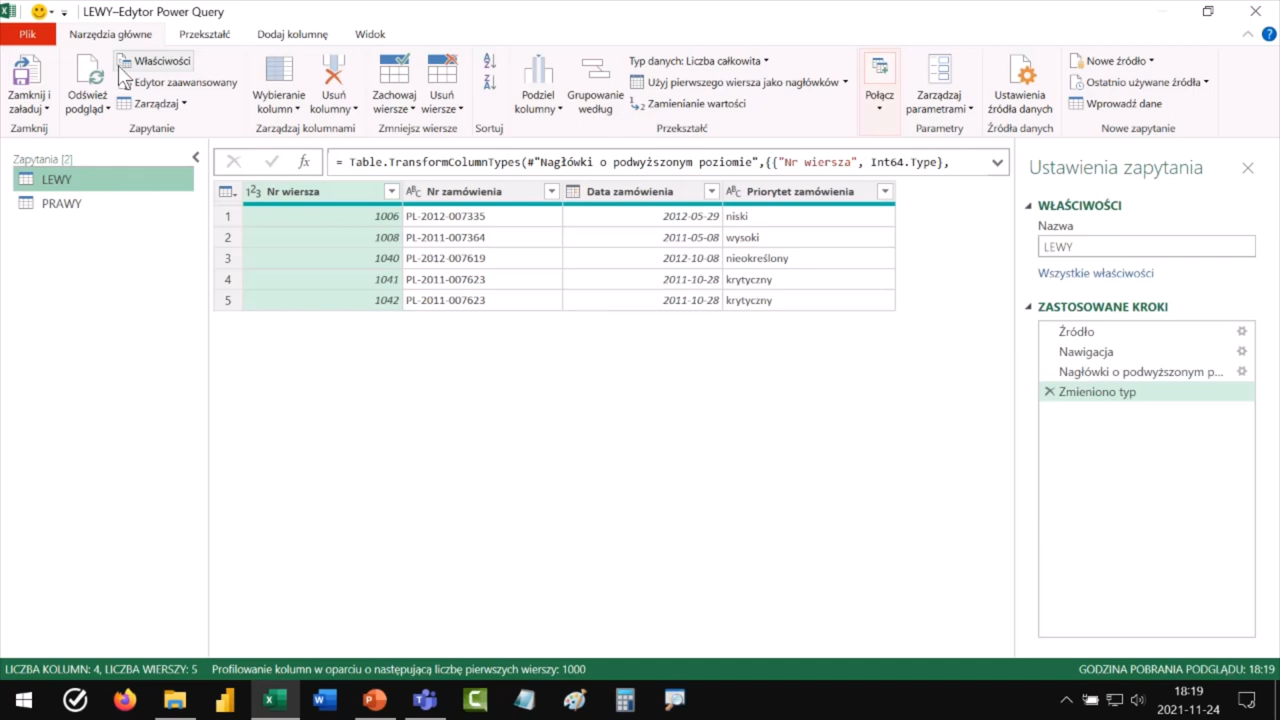 LEWY–Edytor Power Query
Plik Narzędzia główne Przekształć Dodaj kolumnę Widok
Zamknij i załaduj
Zamknij
Odśwież podgląd
Właściwości
Edytor zaawansowany
Zarządzaj
Zapytanie
Wybieranie kolumn
Usuń kolumny
Zarządzaj kolumnami
Zachowaj wiersze
Usuń wiersze
Zmniejsz wiersze
Sortuj
Podziel kolumny
Grupowanie według
Typ danych: Liczba całkowita
Użyj pierwszego wiersza jako nagłówków
Zamienianie wartości
Przekształć
Połącz
Zarządzaj parametrami
Parametry
Ustawienia źródła danych
Źródła danych
Nowe źródło
Ostatnio używane źródła
Wprowadź dane
Nowe zapytanie
Zapytania [2]
LEWY
PRAWY
fx = Table.TransformColumnTypes(#"Nagłówki o podwyższonym poziomie",{{"Nr wiersza", Int64.Type},
123 Nr wiersza ABC Nr zamówienia Data zamówienia ABC Priorytet zamówienia
1 1006 PL-2012-007335 2012-05-29 niski
2 1008 PL-2011-007364 2011-05-08 wysoki
3 1040 PL-2012-007619 2012-10-08 nieokreślony
4 1041 PL-2011-007623 2011-10-28 krytyczny
5 1042 PL-2011-007623 2011-10-28 krytyczny
Ustawienia zapytania
WŁAŚCIWOŚCI
Nazwa
LEWY
Wszystkie właściwości
ZASTOSOWANE KROKI
Źródło
Nawigacja
Nagłówki o podwyższonym p...
Zmieniono typ
LICZBA KOLUMN: 4, LICZBA WIERSZY: 5 Profilowanie kolumn w oparciu o następującą liczbę pierwszych wierszy: 1000 GODZINA POBRANIA PODGLĄDU: 18:19
18:19
2021-11-24